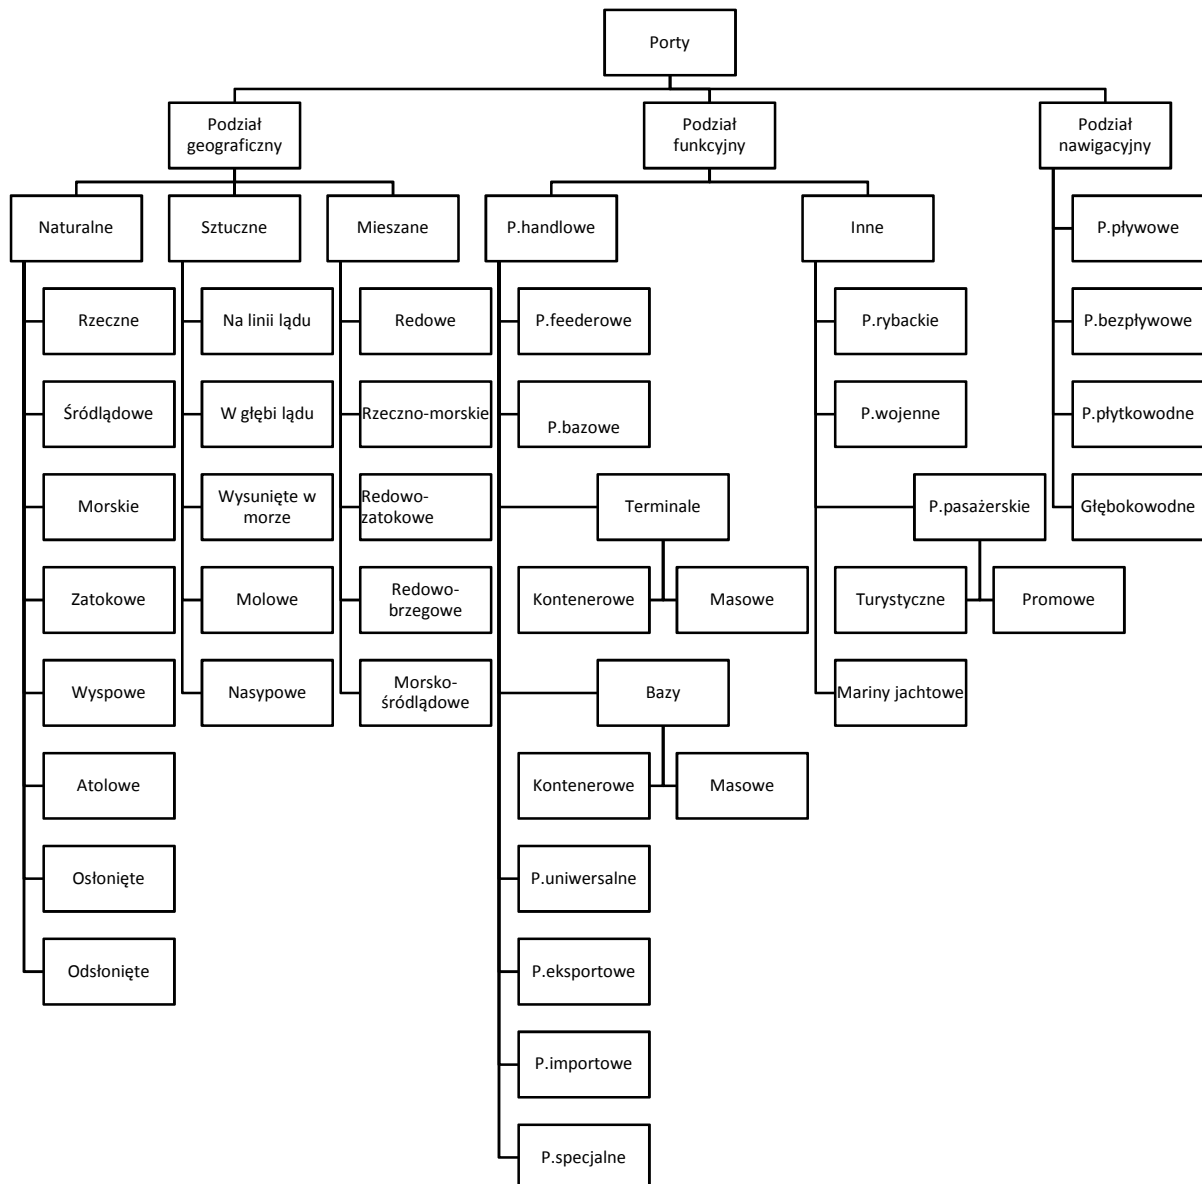 Porty
Podział
geograficzny
Podział
funkcyjny
Podział
nawigacyjny
Naturalne
Sztuczne
Mieszane
P.handlowe
Inne
P.pływowe
Rzeczne
Na linii lądu
Redowe
P.feederowe
P.rybackie
P.bezpływowe
Śródlądowe
W głębi lądu
Rzeczno-morskie
P.bazowe
P.wojenne
P.płytkowodne
Morskie
Wysunięte w
morze
Redowo-
zatokowe
Terminale
P.pasażerskie
Głębokowodne
Zatokowe
Molowe
Redowo-
brzegowe
Kontenerowe
Masowe
Turystyczne
Promowe
Wyspowe
Nasypowe
Morsko-
śródlądowe
Bazy
Mariny jachtowe
Atolowe
Kontenerowe
Masowe
Osłonięte
P.uniwersalne
Odsłonięte
P.eksportowe
P.importowe
P.specjalne